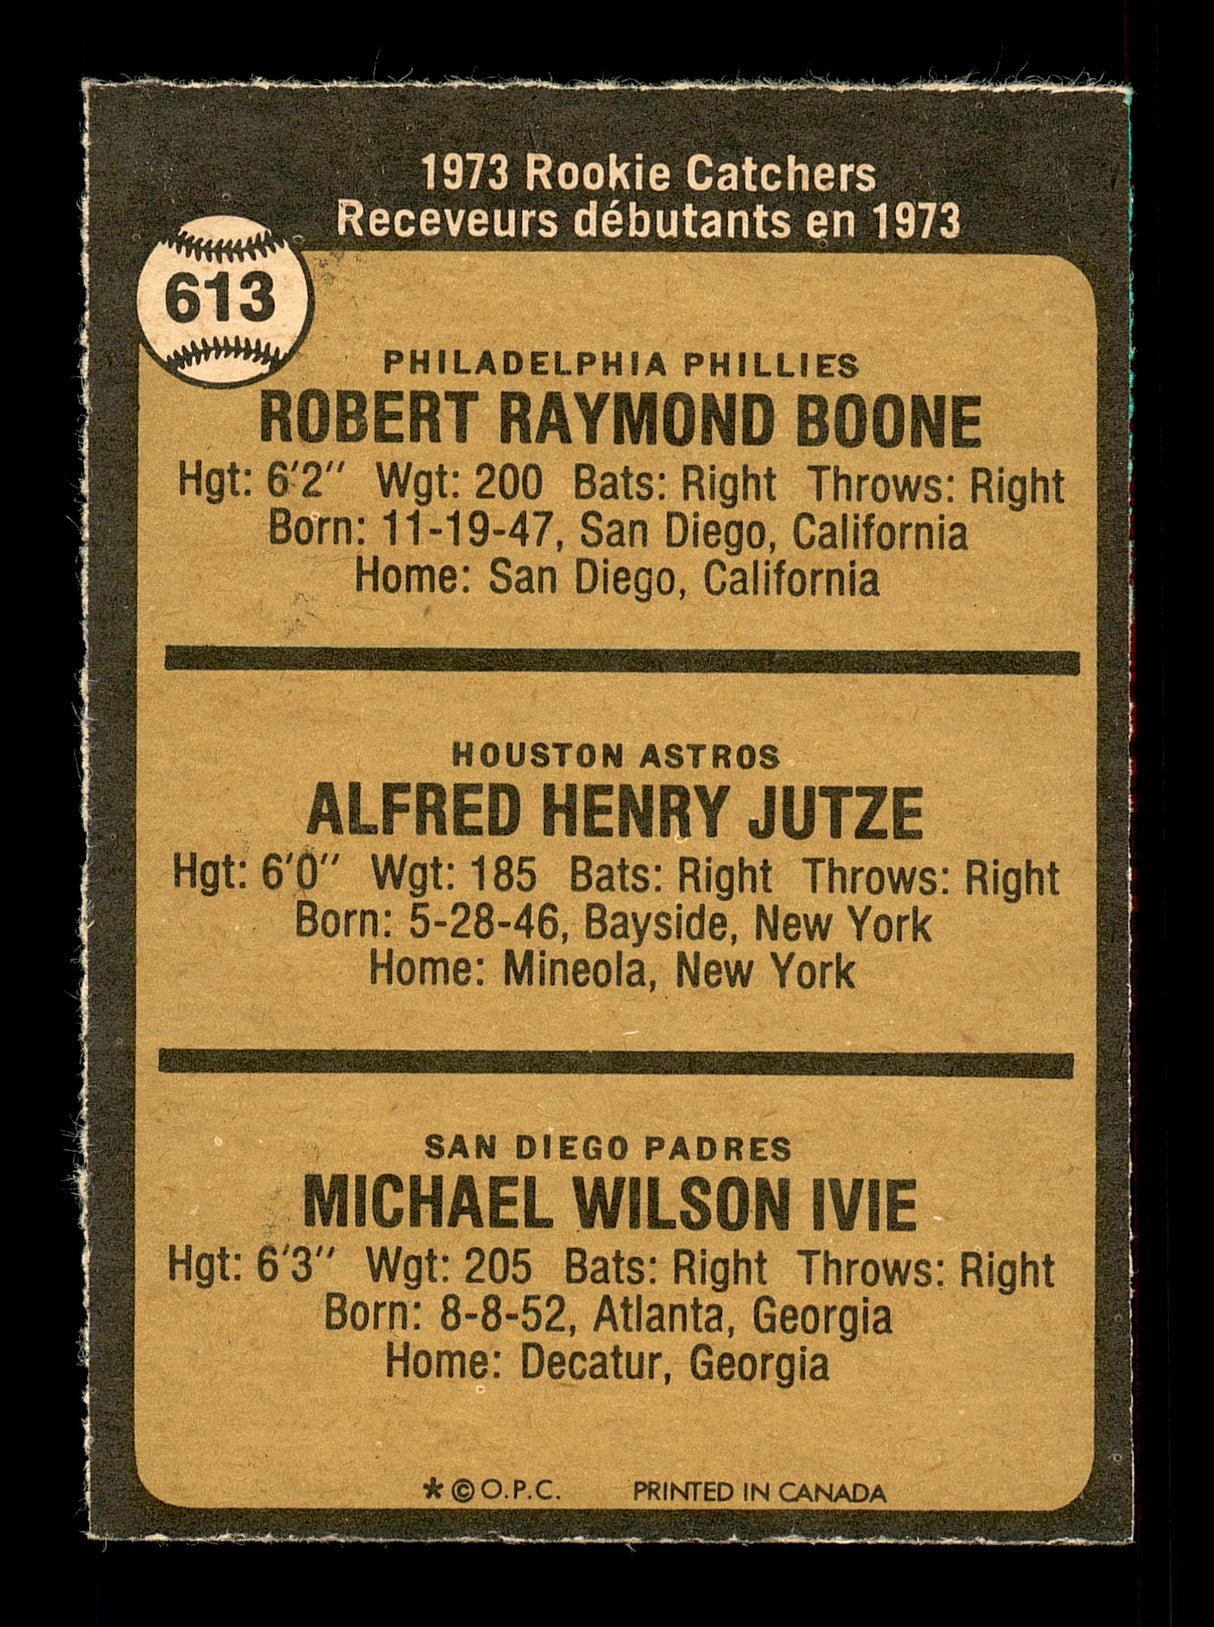 1973 Rookie Catchers
Receveurs débutants en 1973
613
PHILADELPHIA PHILLIES
ROBERT RAYMOND BOONE
Hgt: 6'2'' Wgt: 200 Bats: Right Throws: Right
Born: 11-19-47, San Diego, California
Home: San Diego, California
HOUSTON ASTROS
ALFRED HENRY JUTZE
Hgt: 6'0'' Wgt: 185 Bats: Right Throws: Right
Born: 5-28-46, Bayside, New York
Home: Mineola, New York
SAN DIEGO PADRES
MICHAEL WILSON IVIE
Hgt: 6'3'' Wgt: 205 Bats: Right Throws: Right
Born: 8-8-52, Atlanta, Georgia
Home: Decatur, Georgia
* © O.P.C. PRINTED IN CANADA